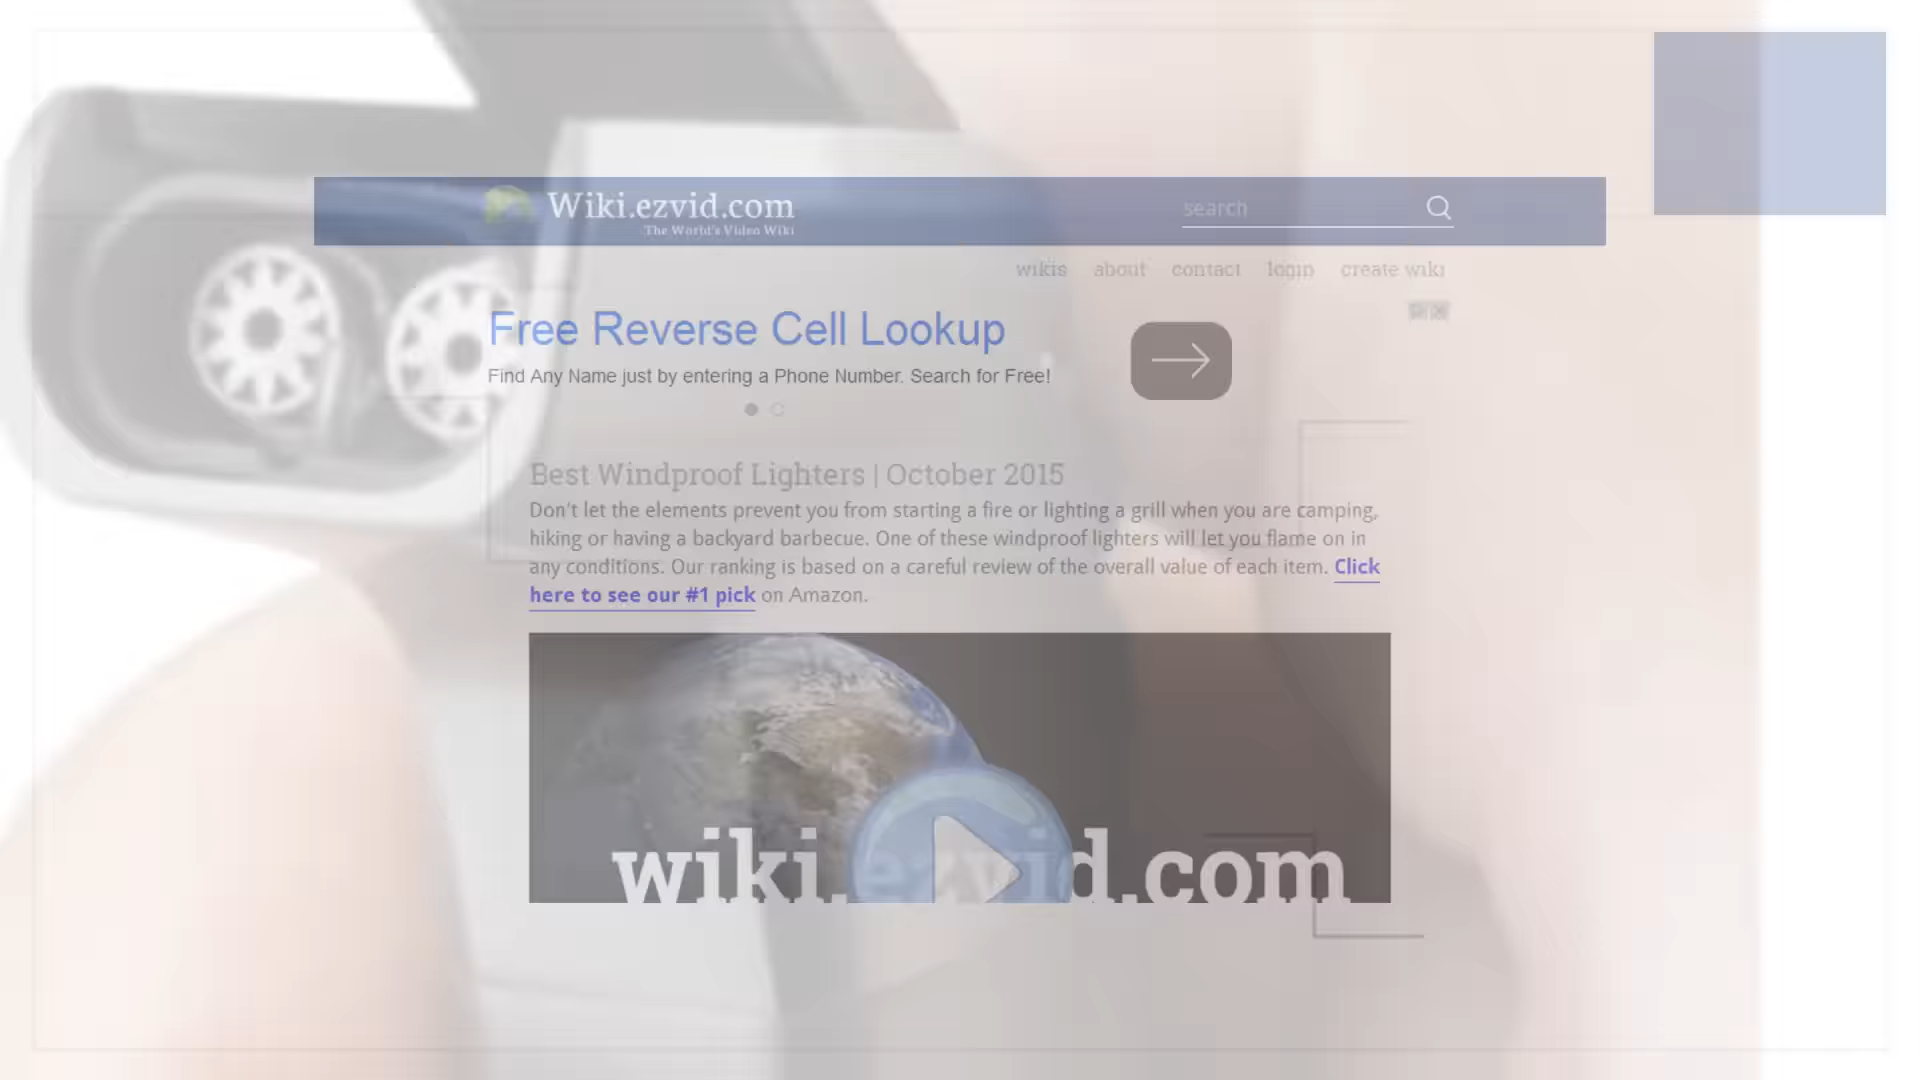 Wiki.ezvid.com
The World's Video Wiki
search
wikis about contact login create wiki
Free Reverse Cell Lookup
Find Any Name just by entering a Phone Number. Search for Free!
Best Windproof Lighters | October 2015
Don't let the elements prevent you from starting a fire or lighting a grill when you are camping,
hiking or having a backyard barbecue. One of these windproof lighters will let you flame on in
any conditions. Our ranking is based on a careful review of the overall value of each item. Click
here to see our #1 pick on Amazon.
wiki.ezvid.com